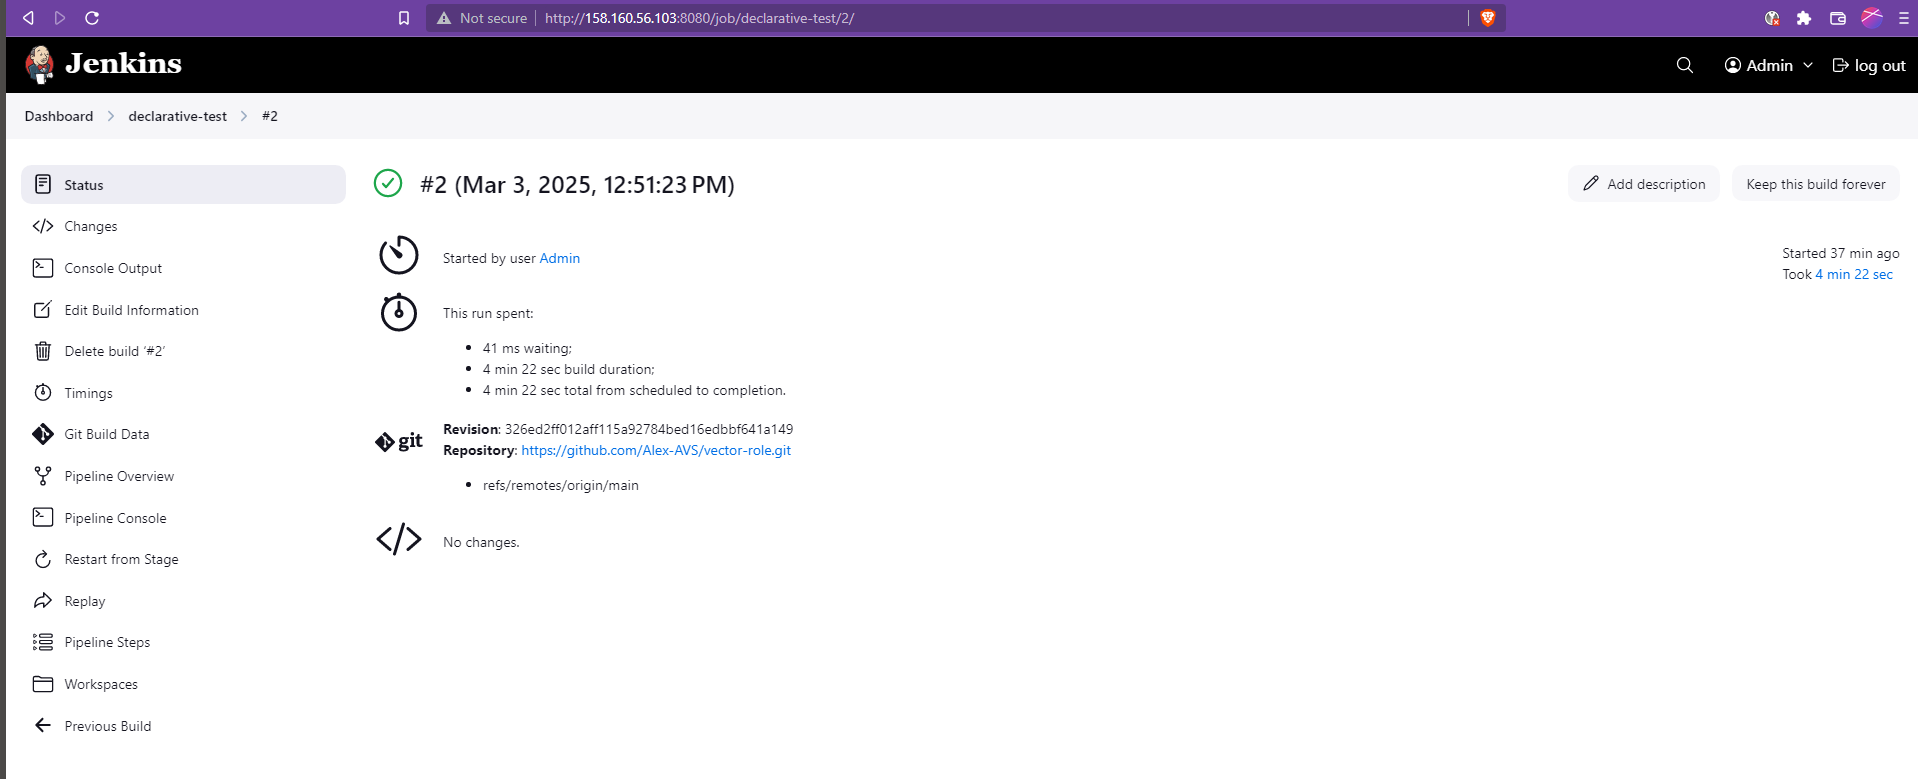 Not secure http://158.160.56.103:8080/job/declarative-test/2/
Jenkins
Admin
log out
Dashboard
declarative-test
#2
Status
Changes
Console Output
Edit Build Information
Delete build ‘#2’
Timings
Git Build Data
Pipeline Overview
Pipeline Console
Restart from Stage
Replay
Pipeline Steps
Workspaces
Previous Build
#2 (Mar 3, 2025, 12:51:23 PM)
Add description
Keep this build forever
Started by user Admin
Started 37 min ago
Took 4 min 22 sec
This run spent:
41 ms waiting;
4 min 22 sec build duration;
4 min 22 sec total from scheduled to completion.
git
Revision: 326ed2ff012aff115a92784bed16edbbf641a149
Repository: https://github.com/Alex-AVS/vector-role.git
refs/remotes/origin/main
No changes.